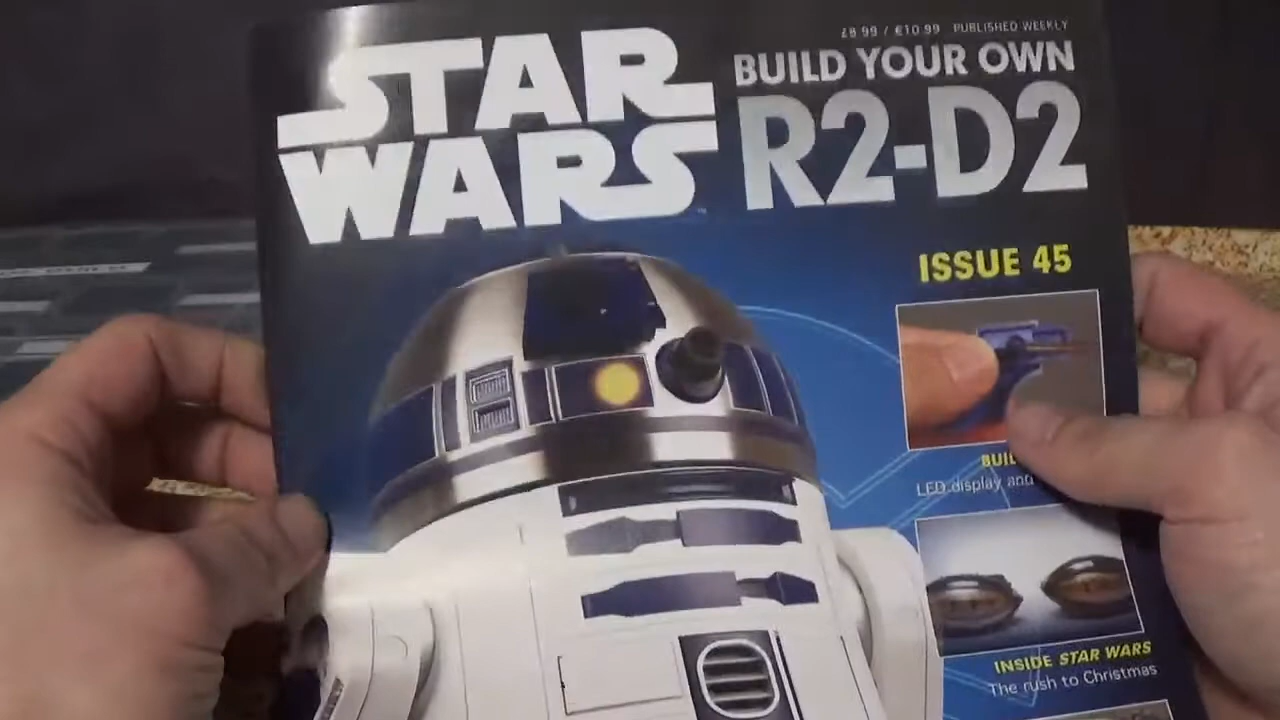 £8.99 / €10.99 PUBLISHED WEEKLY
STAR
WARS
BUILD YOUR OWN
R2-D2
ISSUE 45
LED display and
INSIDE STAR WARS
The rush to Christmas